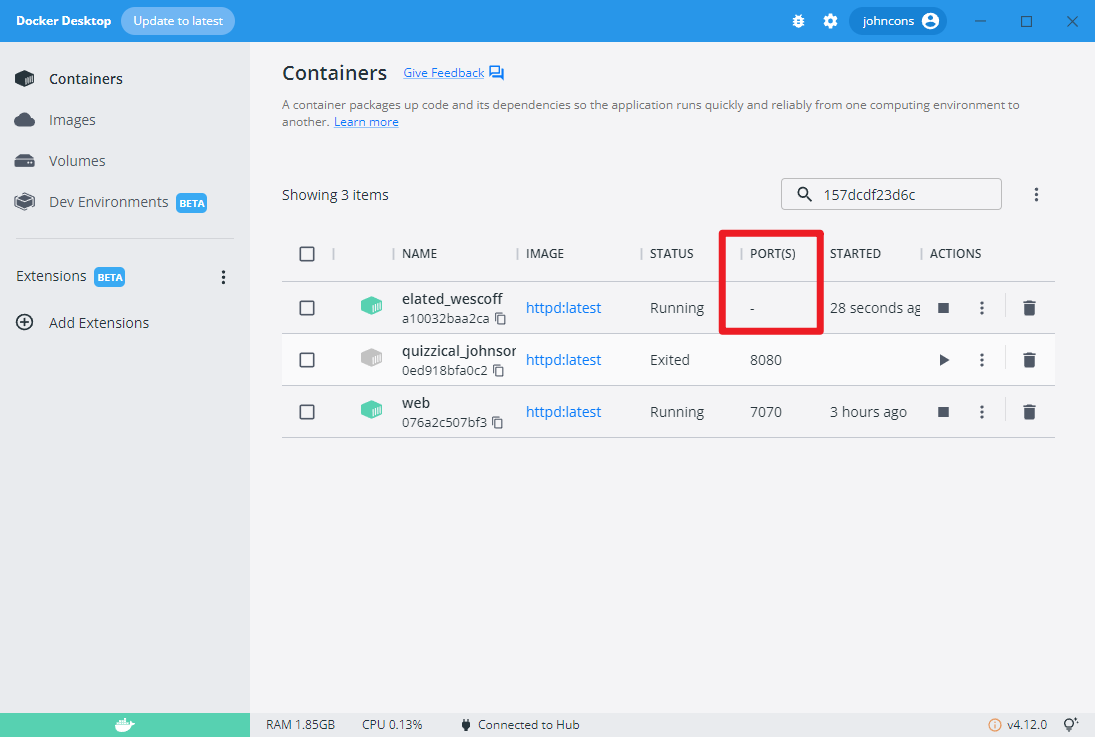 Docker Desktop Update to latest johncons
Containers
Images
Volumes
Dev Environments BETA
Extensions BETA
Add Extensions
Containers Give Feedback
A container packages up code and its dependencies so the application runs quickly and reliably from one computing environment to
another. Learn more
Showing 3 items 157dcdf23d6c
NAME IMAGE STATUS PORT(S) STARTED ACTIONS
elated_wescoff
a10032baa2ca httpd:latest Running - 28 seconds ag
quizzical_johnsor
0ed918bfa0c2 httpd:latest Exited 8080
web
076a2c507bf3 httpd:latest Running 7070 3 hours ago
RAM 1.85GB CPU 0.13% Connected to Hub v4.12.0